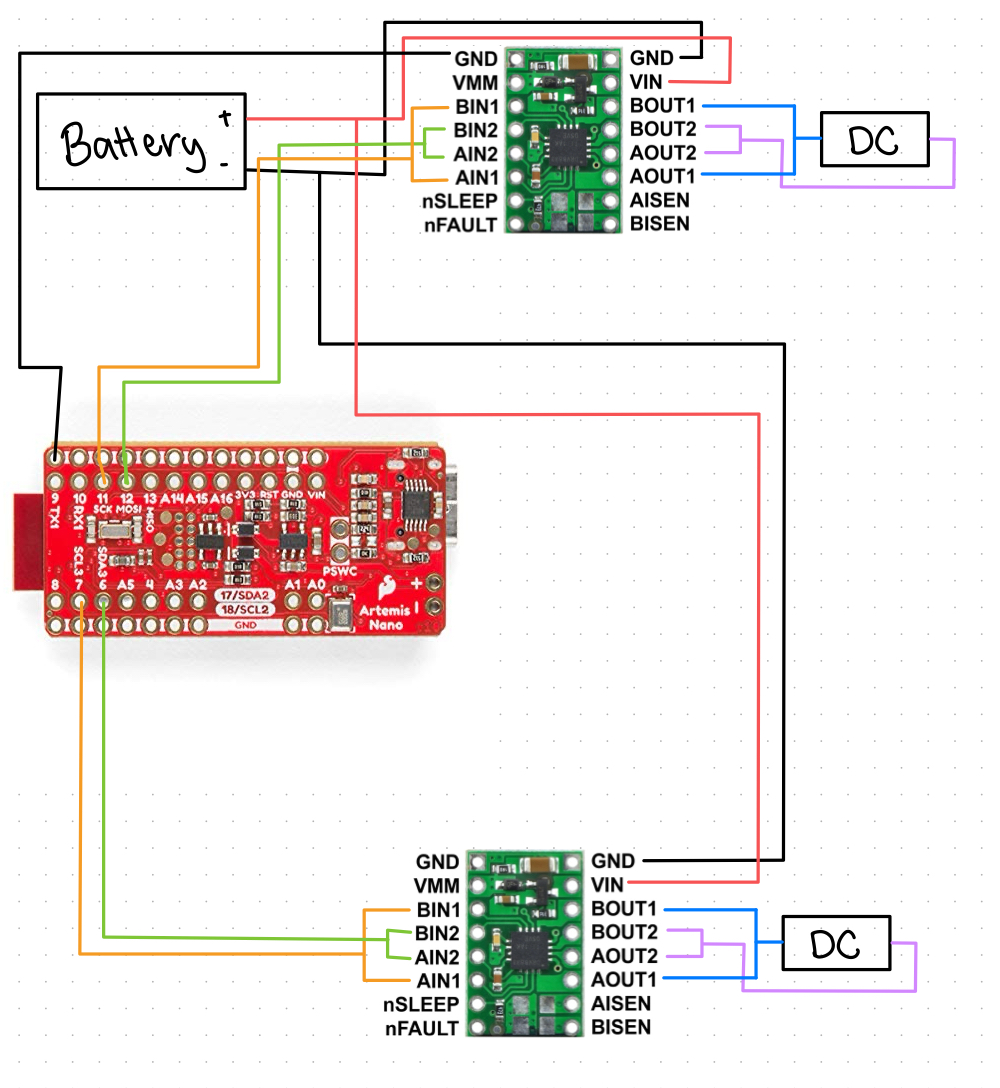 GND GND
VMM VIN
BIN1 BOUT1
Battery + -
BIN2 BOUT2
DC
AIN2 AOUT2
AIN1 AOUT1
nSLEEP AISEN
nFAULT BISEN
9 10 11 12 13 A14 A15 A16 3V3 RST GND VIN
TX1 RX1 SCK MOSI MISO
SCL3 SDA3
PSWC
8 7 6 A5 4 A3 A2 A1 A0
17/SDA2
18/SCL2
GND
+
-
Artemis
Nano
GND GND
VMM VIN
BIN1 BOUT1
BIN2 BOUT2
DC
AIN2 AOUT2
AIN1 AOUT1
nSLEEP AISEN
nFAULT BISEN